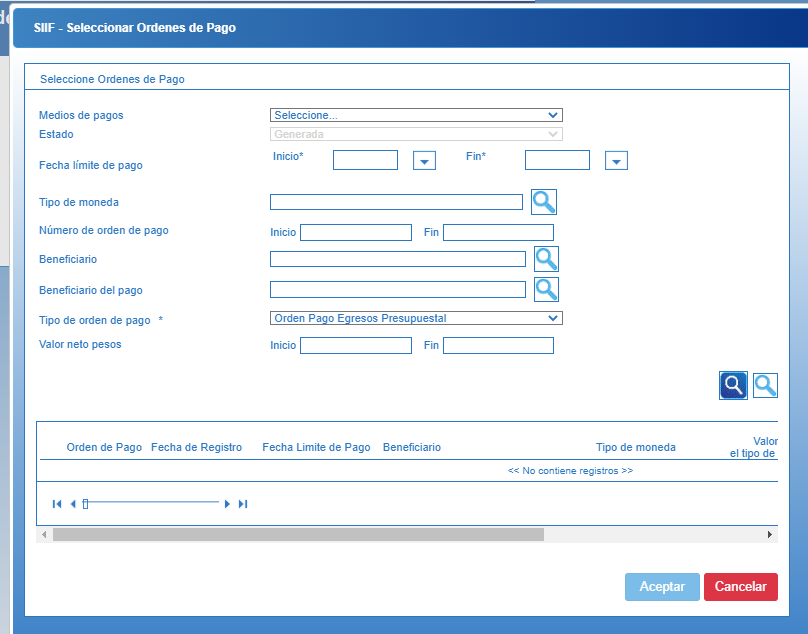 SIIF - Seleccionar Ordenes de Pago
Seleccione Ordenes de Pago
Medios de pagos Seleccione...
Estado Generada
Fecha límite de pago Inicio* Fin*
Tipo de moneda
Número de orden de pago Inicio Fin
Beneficiario
Beneficiario del pago
Tipo de orden de pago * Orden Pago Egresos Presupuestal
Valor neto pesos Inicio Fin
Orden de Pago Fecha de Registro Fecha Limite de Pago Beneficiario Tipo de moneda Valor
el tipo de
<< No contiene registros >>
Aceptar Cancelar